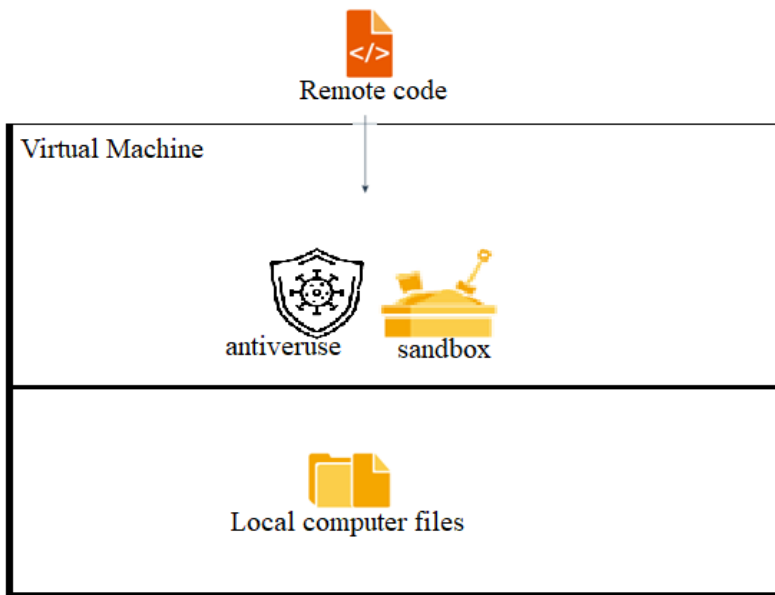 </>
Remote code
Virtual Machine
antiveruse
sandbox
Local computer files